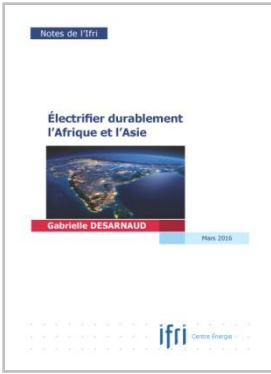 Notes de l'Ifri
Électrifier durablement
l'Afrique et l'Asie
Gabrielle DESARNAUD
Mars 2016
ifri Centre Énergie